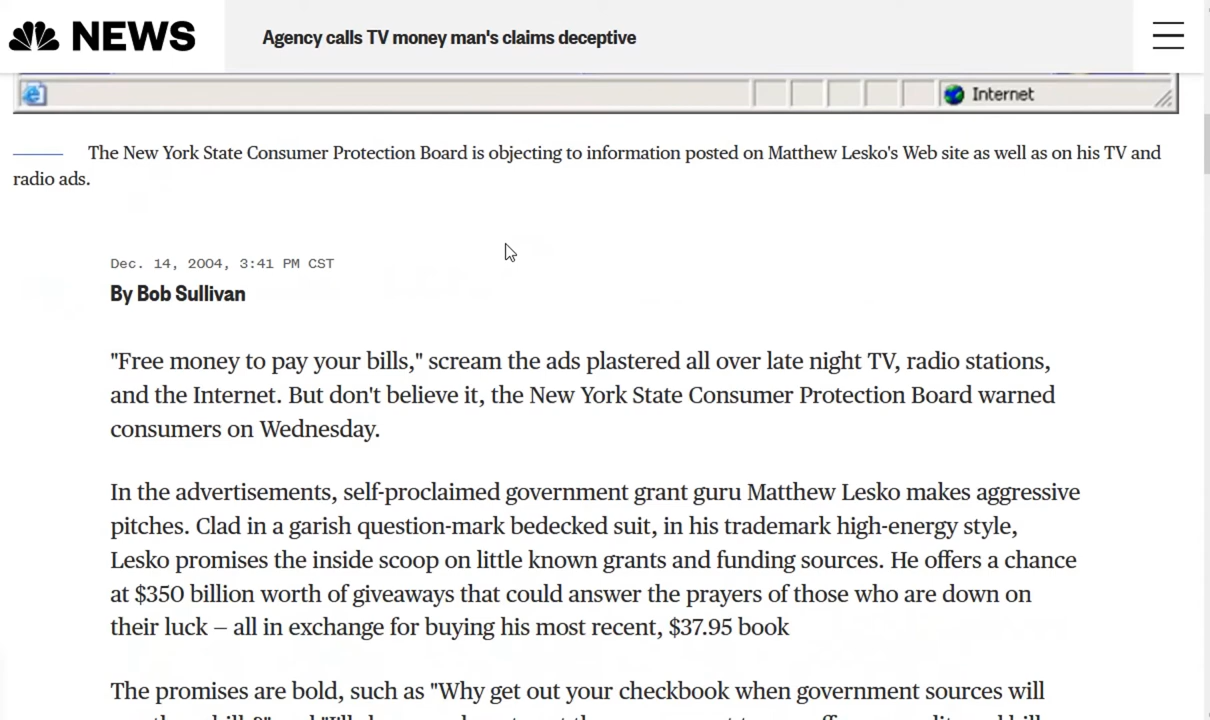 NEWS
Agency calls TV money man's claims deceptive
Internet
The New York State Consumer Protection Board is objecting to information posted on Matthew Lesko's Web site as well as on his TV and
radio ads.
Dec. 14, 2004, 3:41 PM CST
By Bob Sullivan
"Free money to pay your bills," scream the ads plastered all over late night TV, radio stations,
and the Internet. But don't believe it, the New York State Consumer Protection Board warned
consumers on Wednesday.
In the advertisements, self-proclaimed government grant guru Matthew Lesko makes aggressive
pitches. Clad in a garish question-mark bedecked suit, in his trademark high-energy style,
Lesko promises the inside scoop on little known grants and funding sources. He offers a chance
at $350 billion worth of giveaways that could answer the prayers of those who are down on
their luck — all in exchange for buying his most recent, $37.95 book
The promises are bold, such as "Why get out your checkbook when government sources will